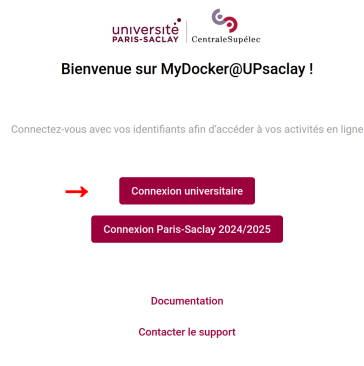 université
PARIS-SACLAY
CentraleSupélec
Bienvenue sur MyDocker@UPsaclay !
Connectez-vous avec vos identifiants afin d'accéder à vos activités en ligne
Connexion universitaire
Connexion Paris-Saclay 2024/2025
Documentation
Contacter le support